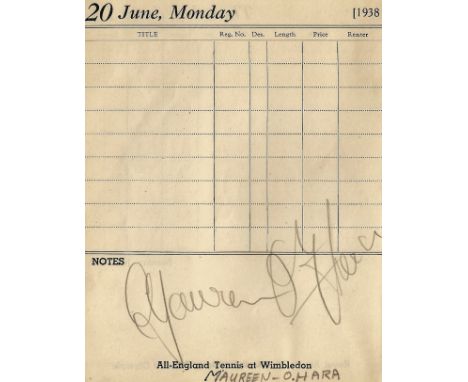 20 June, Monday [1938
TITLE Reg. No. Des. Length Price Renter
NOTES
Maureen O'Hara
All-England Tennis at Wimbledon
MAUREEN - O.HARA